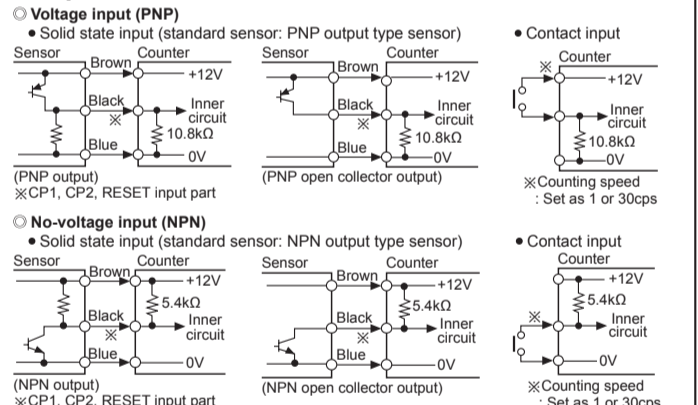 ◎ Voltage input (PNP)
● Solid state input (standard sensor: PNP output type sensor)
Sensor
Counter
Brown
+12V
Black
※
Inner
circuit
10.8kΩ
Blue
0V
(PNP output)
※CP1, CP2, RESET input part
Sensor
Counter
Brown
+12V
Black
※
Inner
circuit
10.8kΩ
Blue
0V
(PNP open collector output)
● Contact input
Counter
※
+12V
Inner
circuit
10.8kΩ
0V
※Counting speed
: Set as 1 or 30cps
◎ No-voltage input (NPN)
● Solid state input (standard sensor: NPN output type sensor)
Sensor
Counter
Brown
+12V
5.4kΩ
Black
※
Inner
circuit
Blue
0V
(NPN output)
※CP1, CP2, RESET input part
Sensor
Counter
Brown
+12V
5.4kΩ
Black
※
Inner
circuit
Blue
0V
(NPN open collector output)
● Contact input
Counter
+12V
5.4kΩ
※
Inner
circuit
0V
※Counting speed
: Set as 1 or 30cps